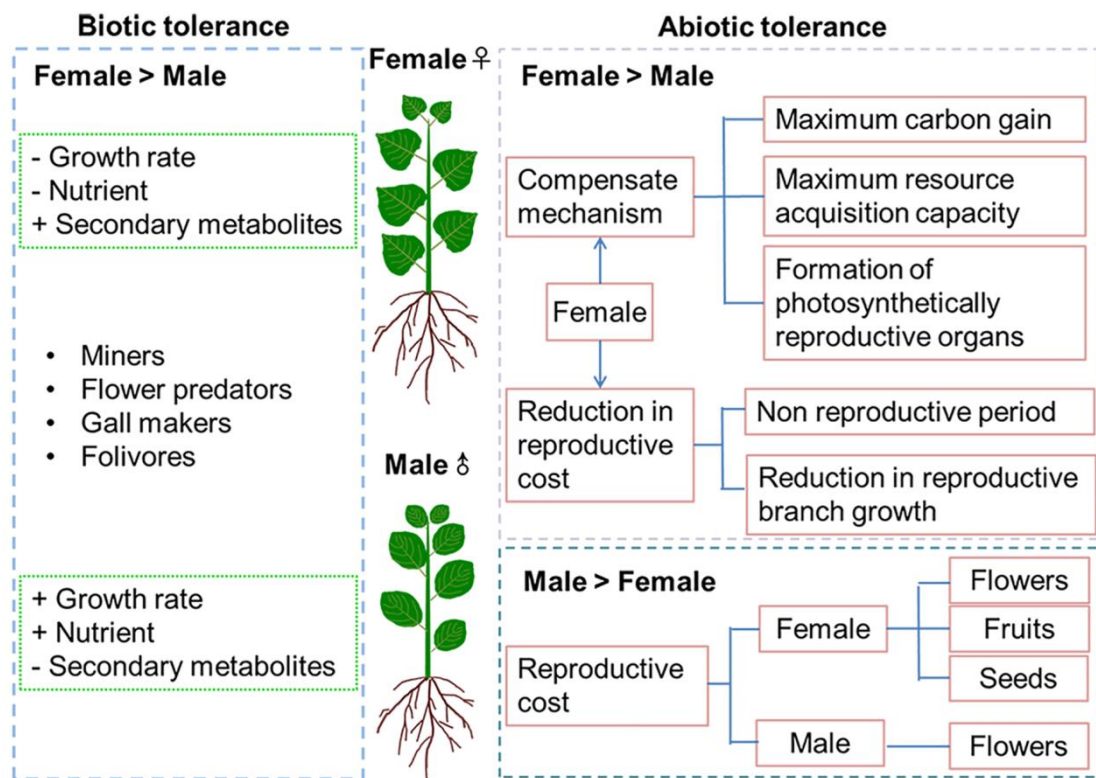 Biotic tolerance
Female > Male
- Growth rate
- Nutrient
+ Secondary metabolites
• Miners
• Flower predators
• Gall makers
• Folivores
+ Growth rate
+ Nutrient
- Secondary metabolites
Female ♀
Male ♂
Abiotic tolerance
Female > Male
Compensate
mechanism
Maximum carbon gain
Maximum resource
acquisition capacity
Formation of
photosynthetically
reproductive organs
Female
Reduction in
reproductive
cost
Non reproductive period
Reduction in reproductive
branch growth
Male > Female
Reproductive
cost
Female
Flowers
Fruits
Seeds
Male
Flowers